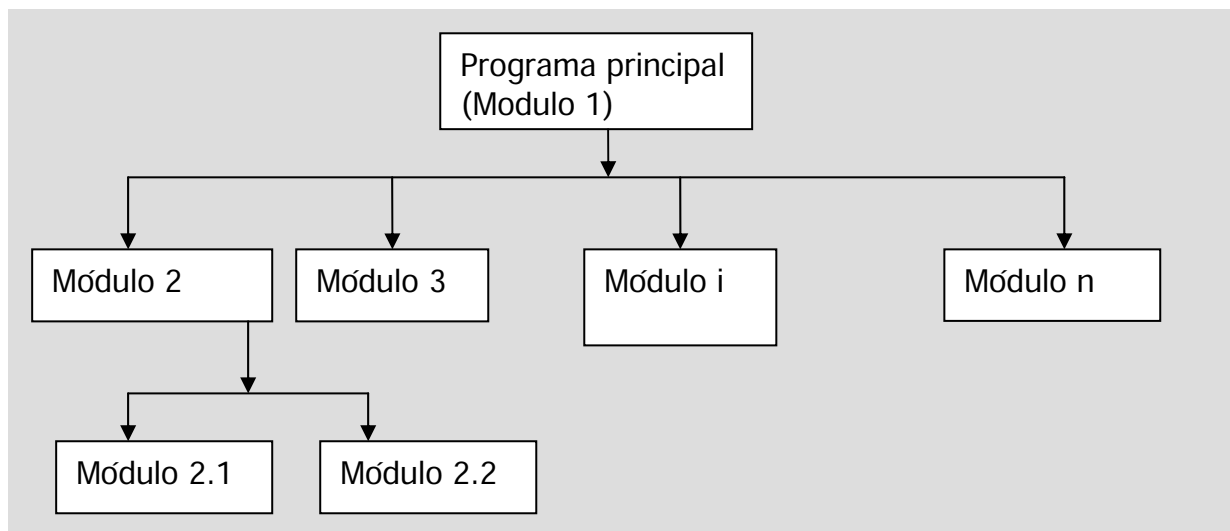 Programa principal
(Modulo 1)
Módulo 2
Módulo 3
Módulo i
Módulo n
Módulo 2.1
Módulo 2.2